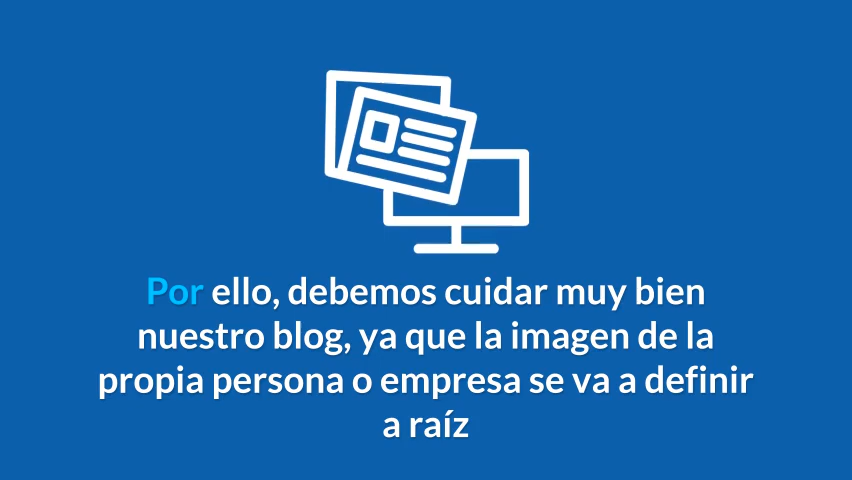 Por ello, debemos cuidar muy bien
nuestro blog, ya que la imagen de la
propia persona o empresa se va a definir
a raíz